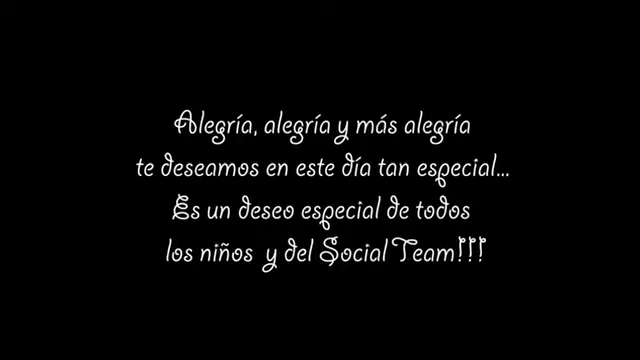 Alegría, alegría y más alegría
te deseamos en este día tan especial...
Es un deseo especial de todos
los niños y del Social Team!!!